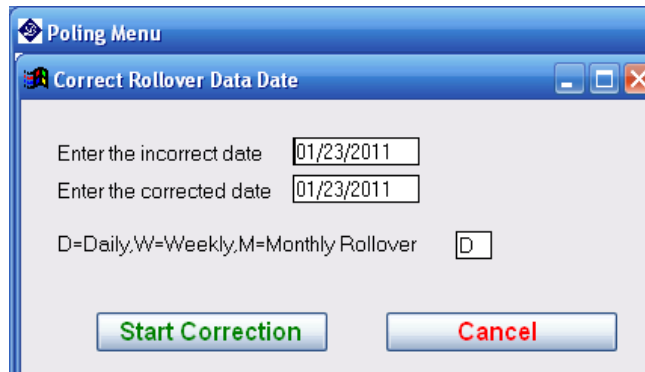 Poling Menu
Correct Rollover Data Date
Enter the incorrect date 01/23/2011
Enter the corrected date 01/23/2011
D=Daily,W=Weekly,M=Monthly Rollover D
Start Correction Cancel